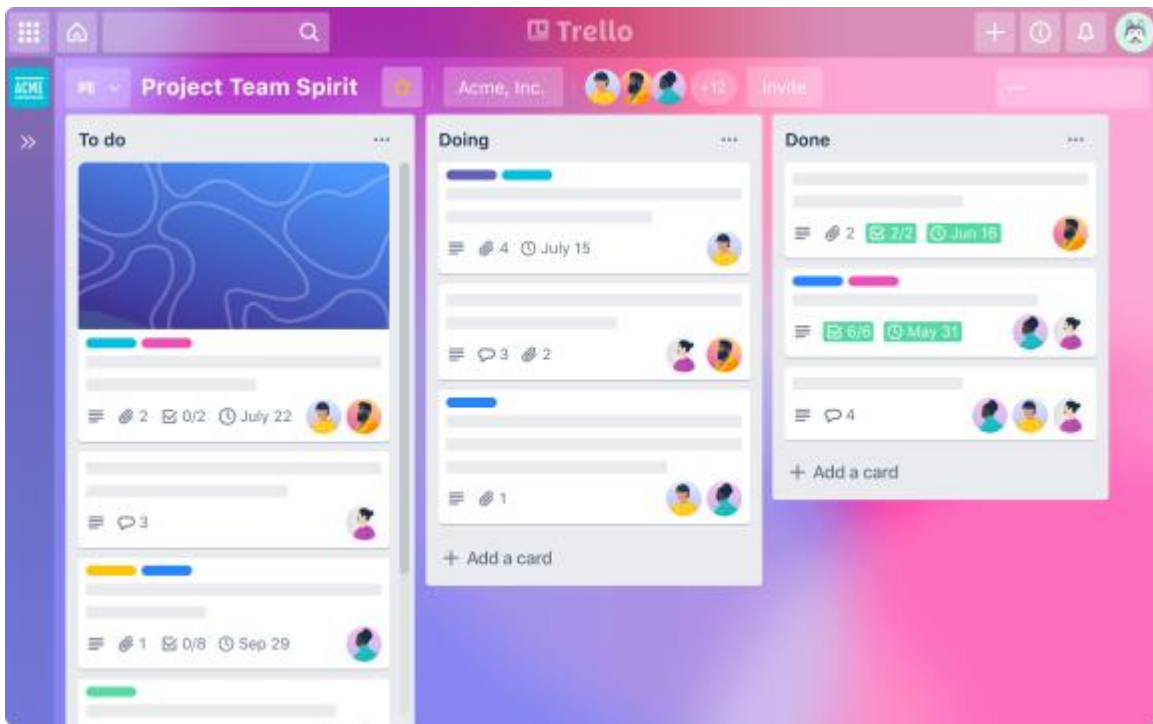 Trello
ACME
Project Team Spirit
Acme, Inc.
+12
Invite
To do
2 0/2 July 22
3
1 0/8 Sep 29
Doing
4 July 15
3 2
1
+ Add a card
Done
2 2/2 Jun 16
6/6 May 31
4
+ Add a card